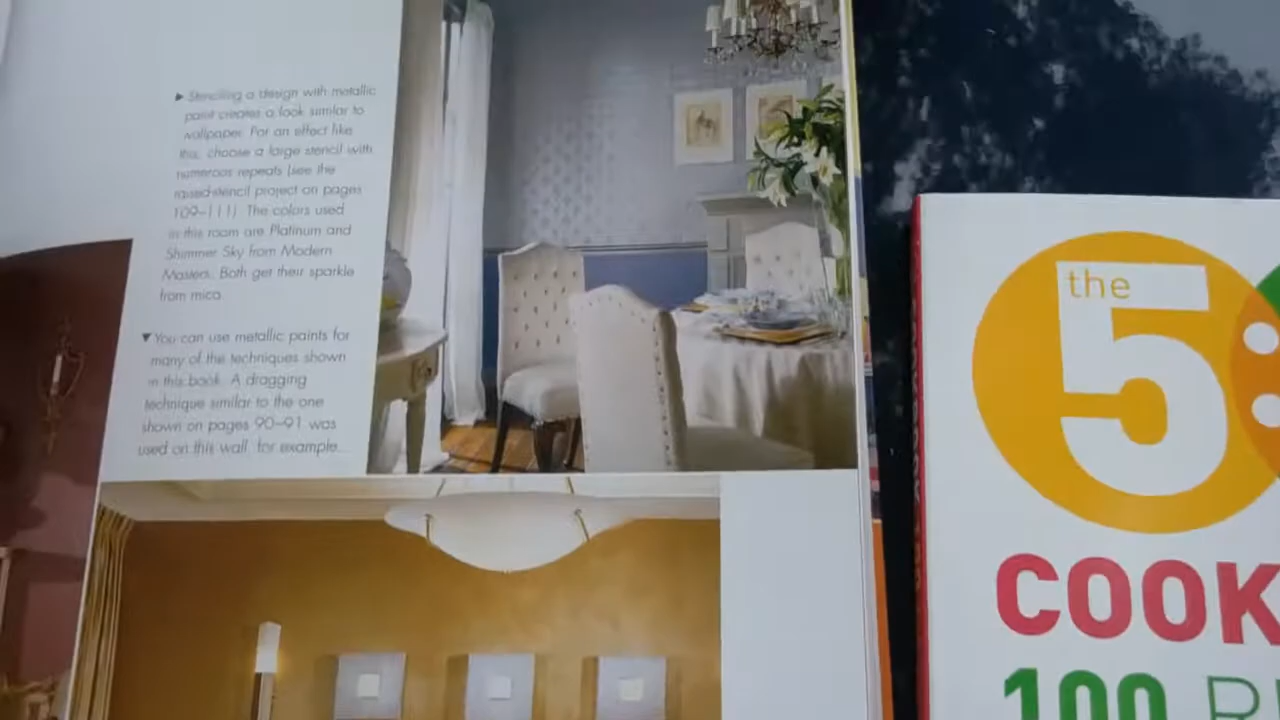 ▶ Stenciling a design with metallic
paint creates a look similar to
wallpaper. For an effect like
this, choose a large stencil with
numerous repeats (see the
raised-stencil project on pages
109–111). The colors used
in this room are Platinum and
Shimmer Sky from Modern
Masters. Both get their sparkle
from mica.
▼ You can use metallic paints for
many of the techniques shown
in this book. A dragging
technique similar to the one
shown on pages 90–91 was
used on this wall, for example.
the
5:
COOK
100